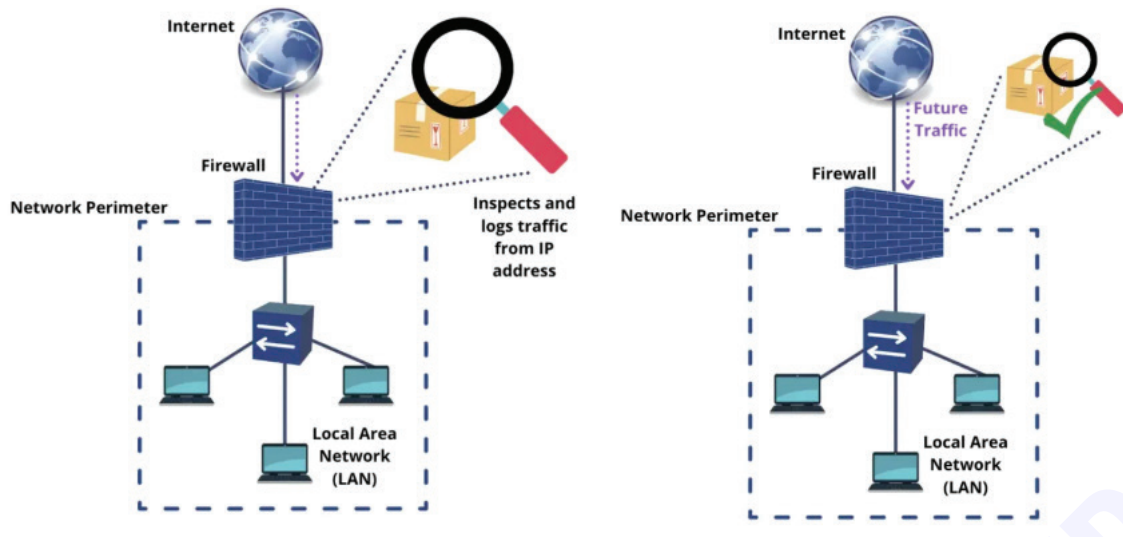 Internet
Firewall
Network Perimeter
Inspects and
logs traffic
from IP
address
Local Area
Network
(LAN)
Internet
Future
Traffic
Firewall
Network Perimeter
Local Area
Network
(LAN)